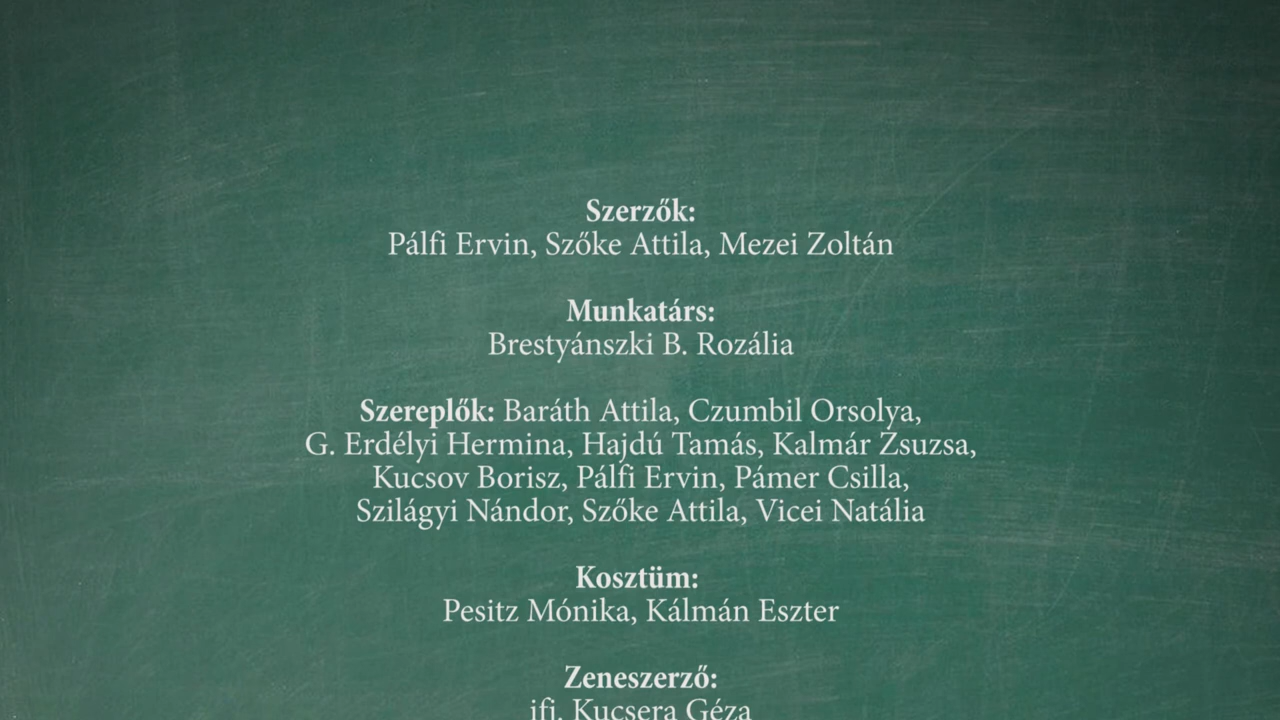 Szerzők:
Pálfi Ervin, Szőke Attila, Mezei Zoltán
Munkatárs:
Brestyánszki B. Rozália
Szereplők: Baráth Attila, Czumbil Orsolya,
G. Erdélyi Hermina, Hajdú Tamás, Kalmár Zsuzsa,
Kucsov Borisz, Pálfi Ervin, Pámer Csilla,
Szilágyi Nándor, Szőke Attila, Vicei Natália
Kosztüm:
Pesitz Mónika, Kálmán Eszter
Zeneszerző:
ifj. Kucsera Géza